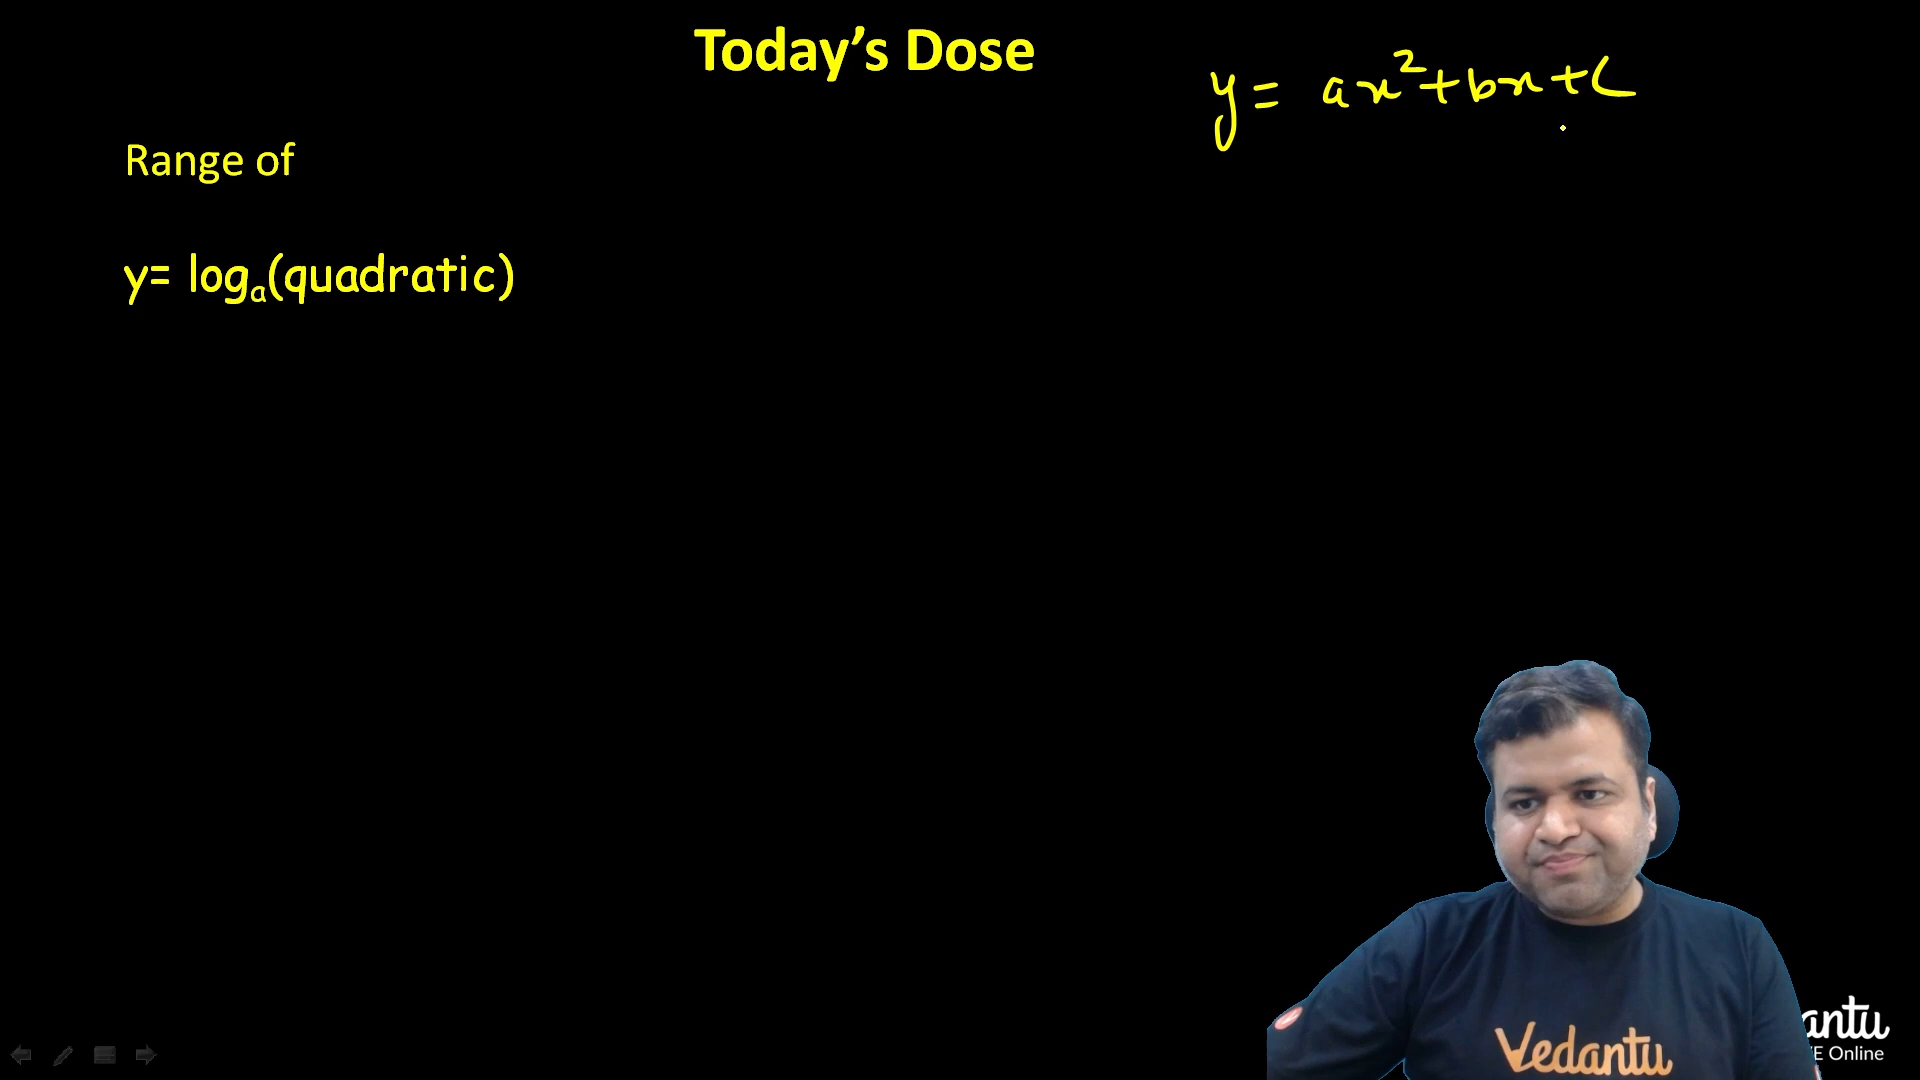 Today's Dose
y = ax²+bx+c
Range of
y= logₐ(quadratic)
Vedantu
antu
E Online